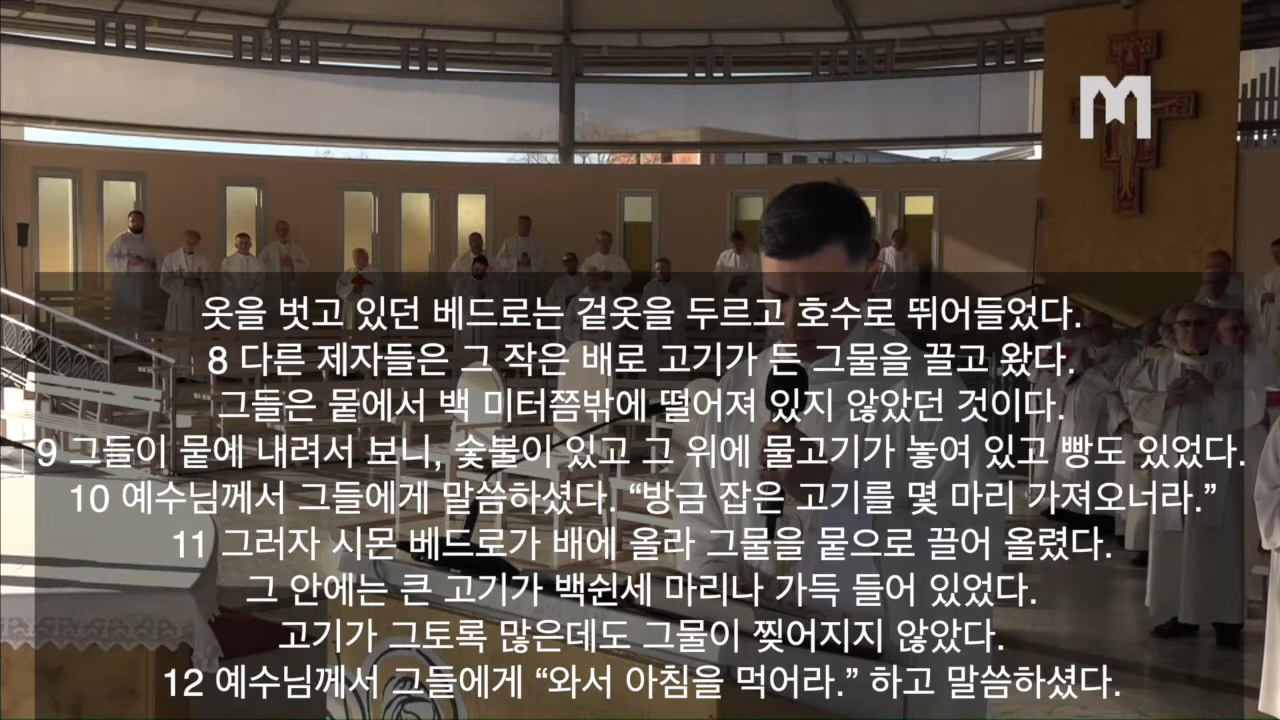 M
옷을 벗고 있던 베드로는 겉옷을 두르고 호수로 뛰어들었다.
8 다른 제자들은 그 작은 배로 고기가 든 그물을 끌고 왔다.
그들은 뭍에서 백 미터쯤밖에 떨어져 있지 않았던 것이다.
9 그들이 뭍에 내려서 보니, 숯불이 있고 그 위에 물고기가 놓여 있고 빵도 있었다.
10 예수님께서 그들에게 말씀하셨다. “방금 잡은 고기를 몇 마리 가져오너라.”
11 그러자 시몬 베드로가 배에 올라 그물을 뭍으로 끌어 올렸다.
그 안에는 큰 고기가 백쉰세 마리나 가득 들어 있었다.
고기가 그토록 많은데도 그물이 찢어지지 않았다.
12 예수님께서 그들에게 “와서 아침을 먹어라.” 하고 말씀하셨다.